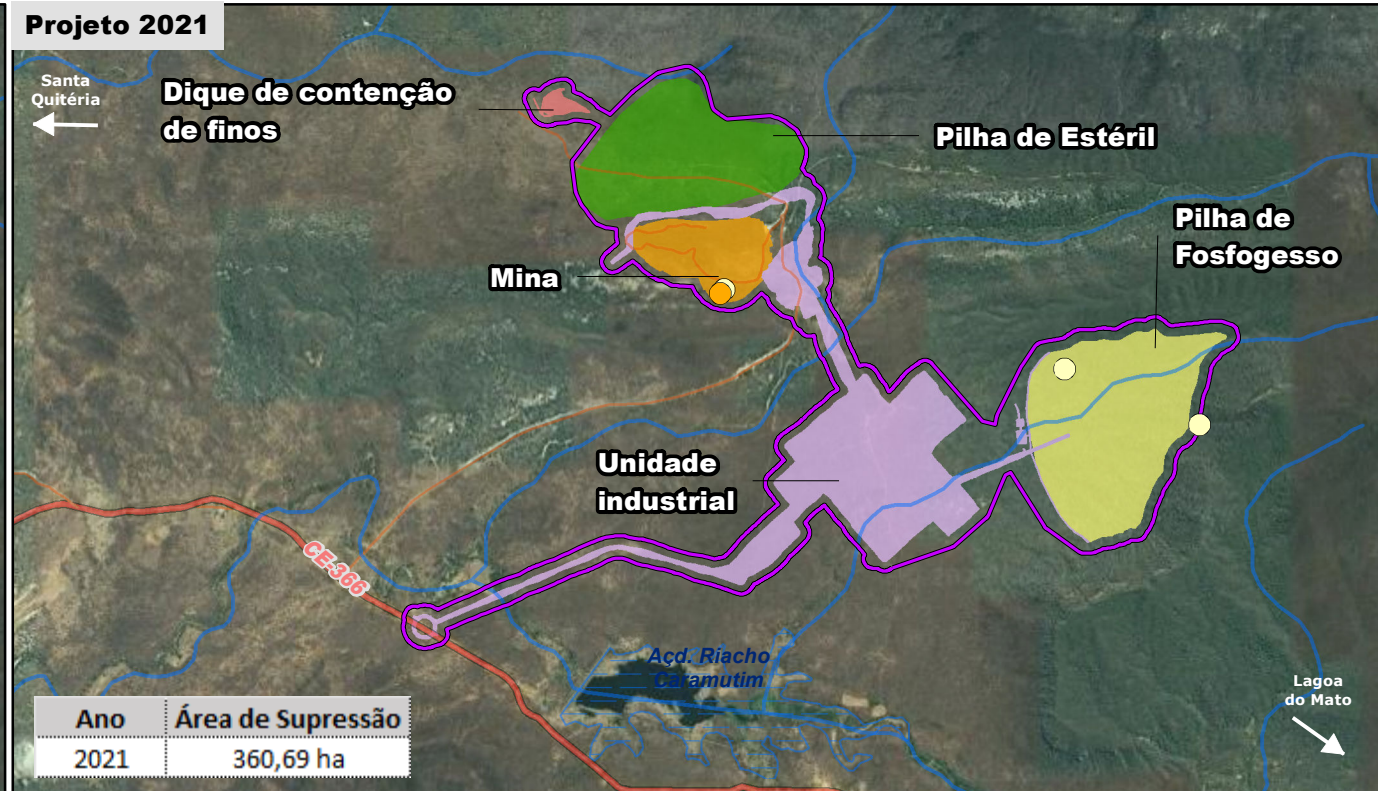 Projeto 2021
Santa
Quitéria
Dique de contenção
de finos
Pilha de Estéril
Pilha de
Fosfogesso
Mina
Unidade
industrial
CE-366
Açd. Riacho
Caramutim
Lagoa
do Mato
Ano Área de Supressão
2021 360,69 ha